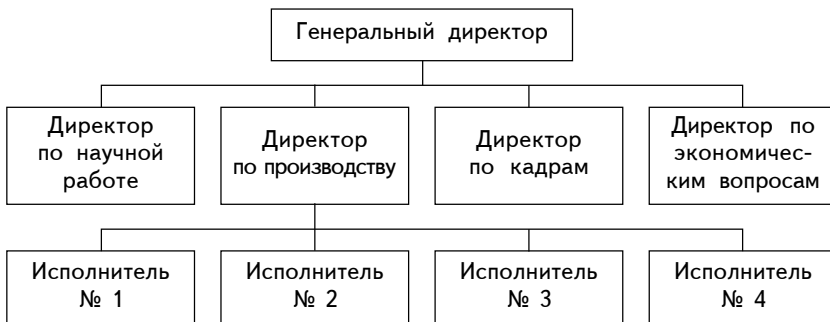 Генеральный директор
Директор
по научной
работе
Директор
по производству
Директор
по кадрам
Директор по
экономичес-
ким вопросам
Исполнитель
№ 1
Исполнитель
№ 2
Исполнитель
№ 3
Исполнитель
№ 4